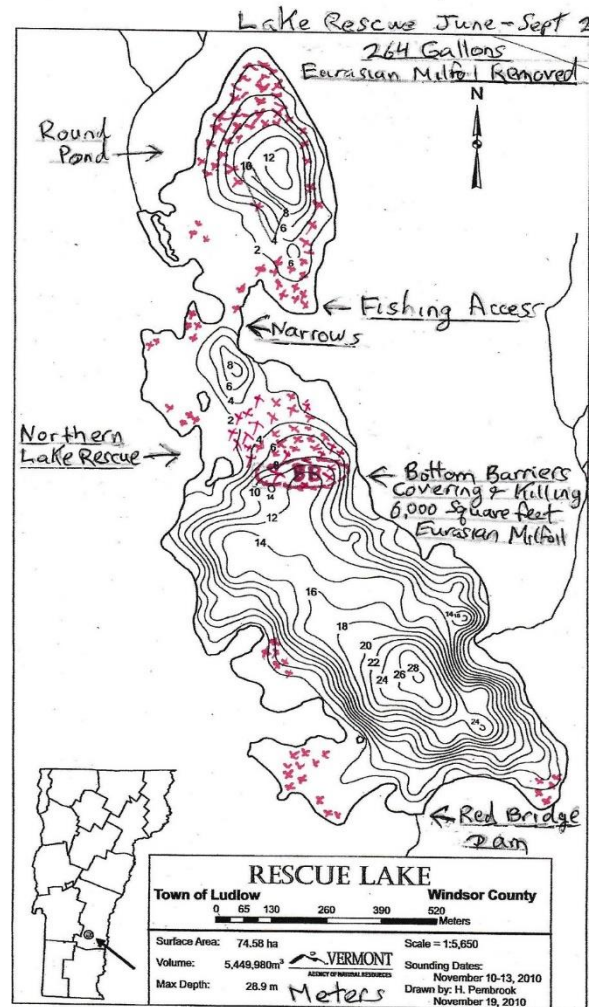 Lake Rescue June-Sept 2
264 Gallons
Eurasian Milfoil Removed
N
Round
Pond
10 12
8
6
4
2
6
Fishing Access
Narrows
8
6
4
2
Northern
Lake Rescue
4
6
8
BB
10
14
Bottom Barriers
Covering & Killing
6,000 square feet
Eurasian Milfoil
12
14
16
18
14
20
22
24 26 28
24
Red Bridge
Dam
RESCUE LAKE
Town of Ludlow Windsor County
0 65 130 260 390 520
Meters
Surface Area: 74.58 ha
Volume: 5,449,980m³
Max Depth: 28.9 m
Meters
VERMONT
AGENCY OF NATURAL RESOURCES
Scale = 1:5,650
Sounding Dates:
November 10-13, 2010
Drawn by: H. Pembrook
November 19, 2010